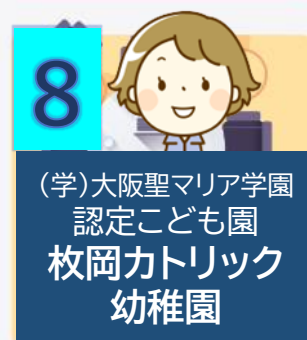 8
(学)大阪聖マリア学園
認定こども園
枚岡カトリック
幼稚園